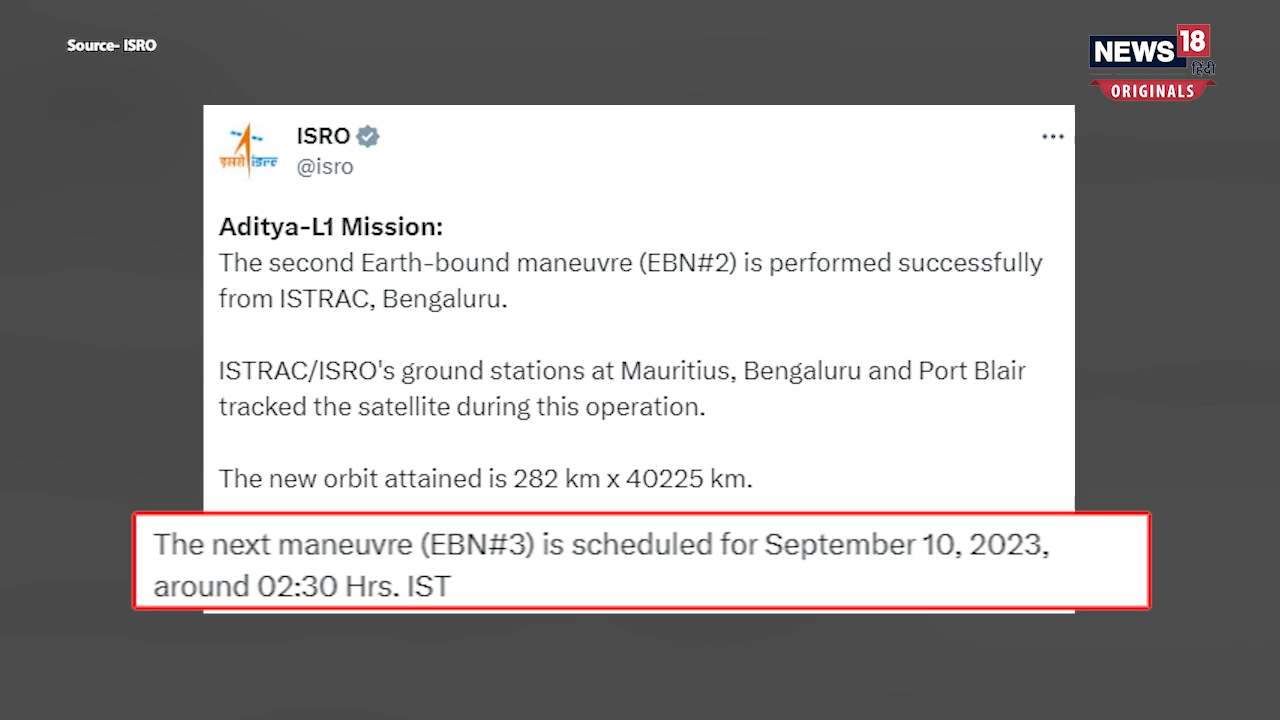 Source- ISRO
NEWS 18
हिंदी
ORIGINALS
इसरो isro
ISRO
@isro
Aditya-L1 Mission:
The second Earth-bound maneuvre (EBN#2) is performed successfully
from ISTRAC, Bengaluru.
ISTRAC/ISRO's ground stations at Mauritius, Bengaluru and Port Blair
tracked the satellite during this operation.
The new orbit attained is 282 km x 40225 km.
The next maneuvre (EBN#3) is scheduled for September 10, 2023,
around 02:30 Hrs. IST